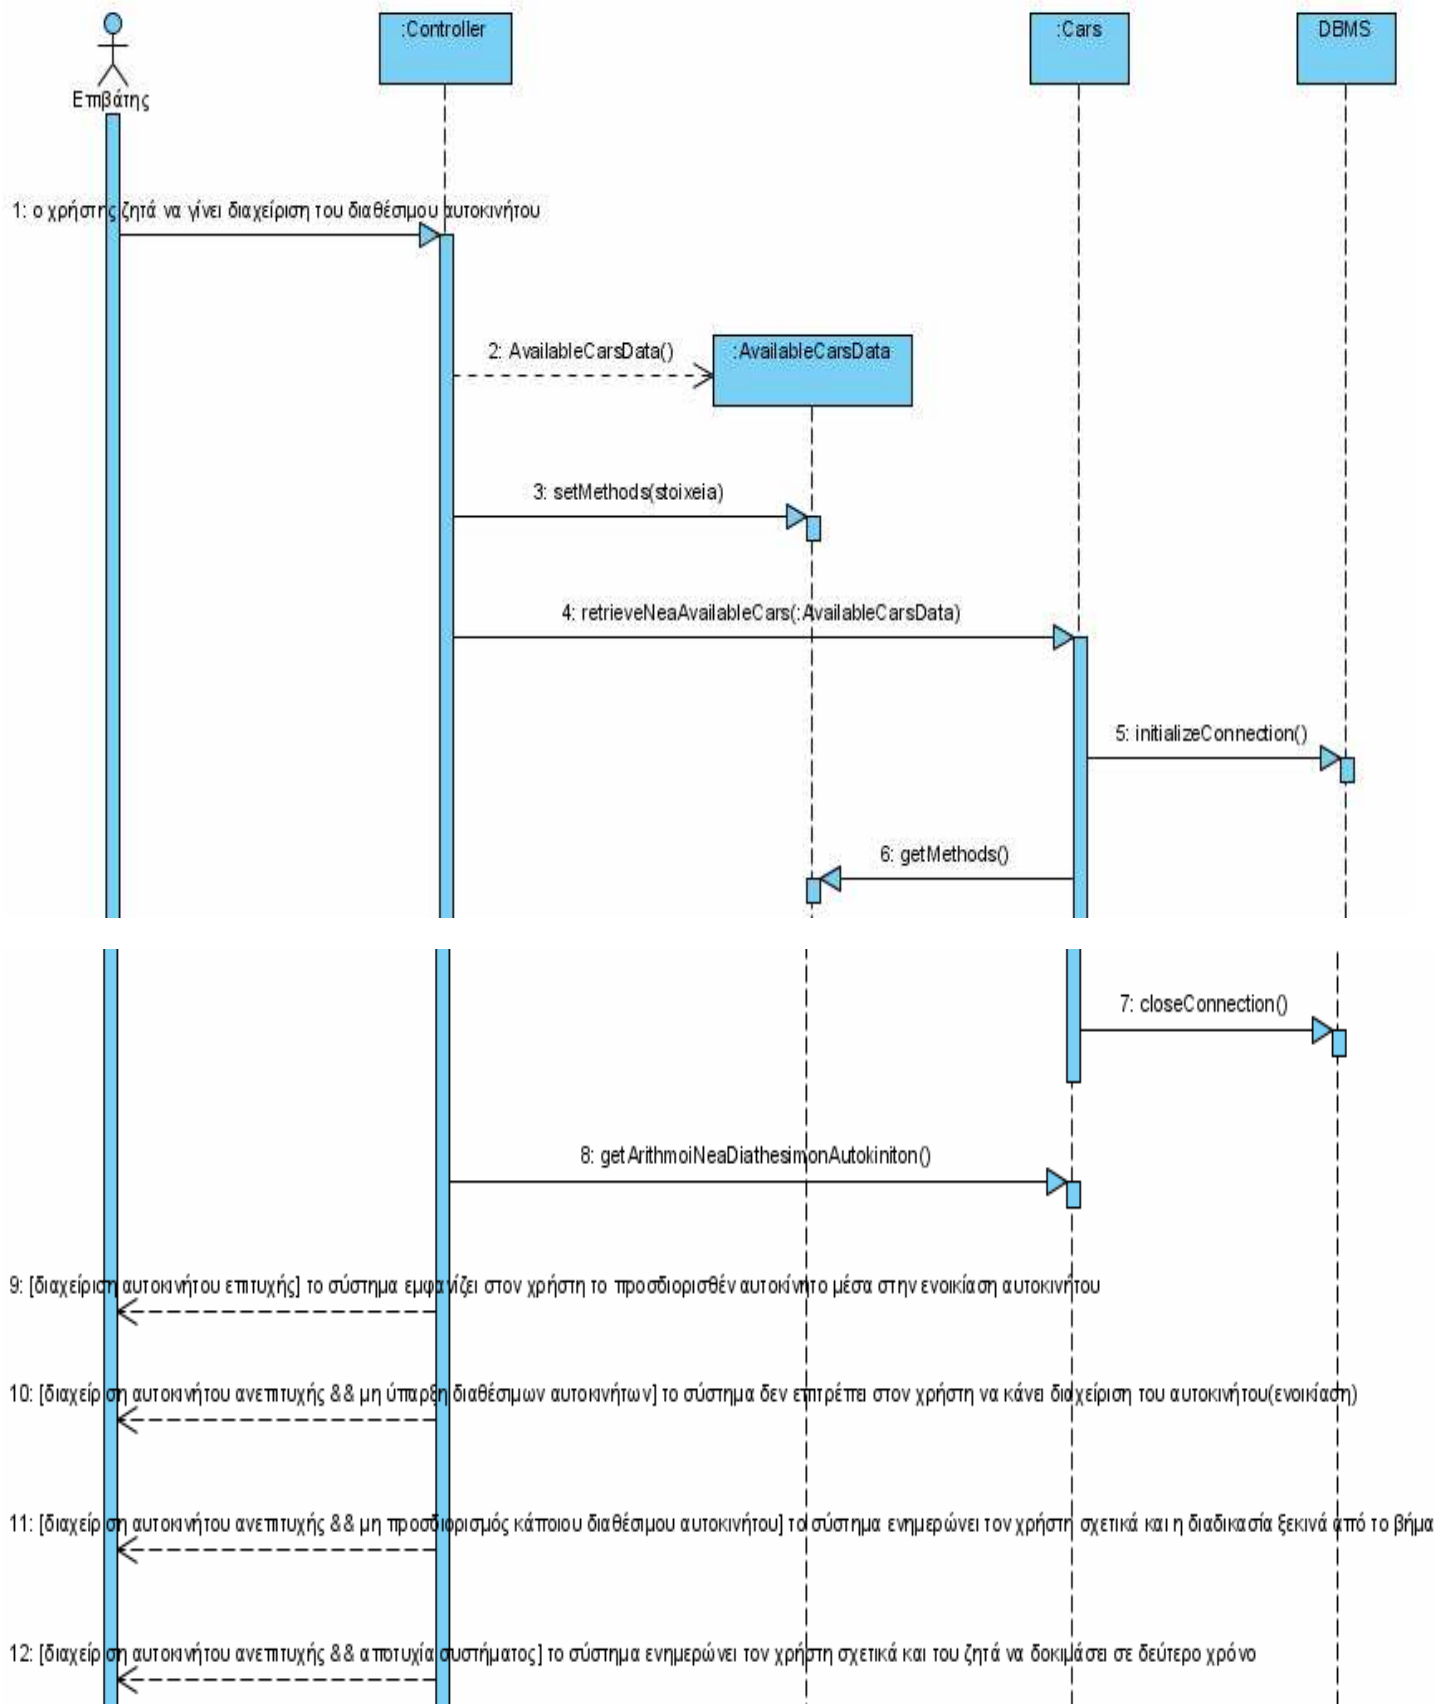 :Controller
:Cars
DBMS
Επιβάτης
1: ο χρήστης ζητά να γίνει διαχείριση του διαθέσιμου αυτοκινήτου
2: AvailableCarsData()
:AvailableCarsData
3: setMethods(stoixeia)
4: retrieveNeaAvailableCars(:AvailableCarsData)
5: initializeConnection()
6: getMethods()
7: closeConnection()
8: getArithmoiNeaDiathesimonAutokiniton()
9: [διαχείριση αυτοκινήτου επιτυχής] το σύστημα εμφανίζει στον χρήστη το προσδιορισθέν αυτοκίνητο μέσα στην ενοικίαση αυτοκινήτου
10: [διαχείριση αυτοκινήτου ανεπιτυχής && μη ύπαρξη διαθέσιμων αυτοκινήτων] το σύστημα δεν επιτρέπει στον χρήστη να κάνει διαχείριση του αυτοκινήτου(ενοικίαση)
11: [διαχείριση αυτοκινήτου ανεπιτυχής && μη προσδιορισμός κάποιου διαθέσιμου αυτοκινήτου] το σύστημα ενημερώνει τον χρήστη σχετικά και η διαδικασία ξεκινά από το βήμα
12: [διαχείριση αυτοκινήτου ανεπιτυχής && αποτυχία συστήματος] το σύστημα ενημερώνει τον χρήστη σχετικά και του ζητά να δοκιμάσει σε δεύτερο χρόνο